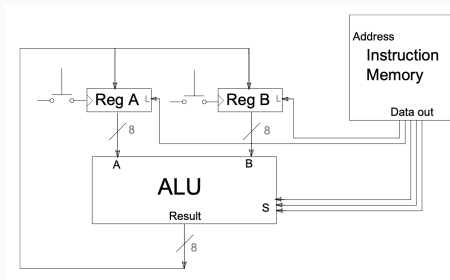 Address
Instruction
Memory
Data out
Reg A L
Reg B L
8
8
A
B
ALU
S
Result
8